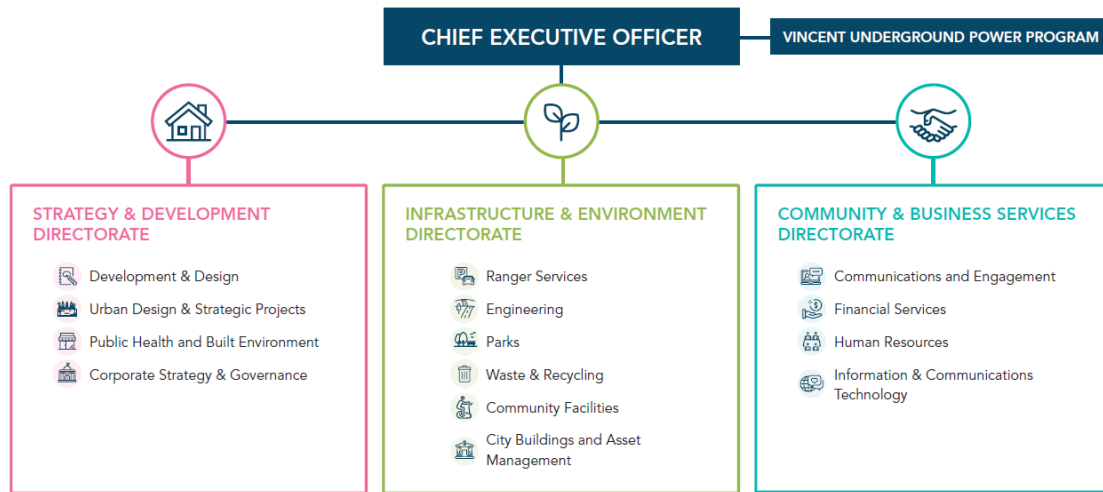 CHIEF EXECUTIVE OFFICER
VINCENT UNDERGROUND POWER PROGRAM
STRATEGY & DEVELOPMENT
DIRECTORATE
Development & Design
Urban Design & Strategic Projects
Public Health and Built Environment
Corporate Strategy & Governance
INFRASTRUCTURE & ENVIRONMENT
DIRECTORATE
Ranger Services
Engineering
Parks
Waste & Recycling
Community Facilities
City Buildings and Asset
Management
COMMUNITY & BUSINESS SERVICES
DIRECTORATE
Communications and Engagement
Financial Services
Human Resources
Information & Communications
Technology